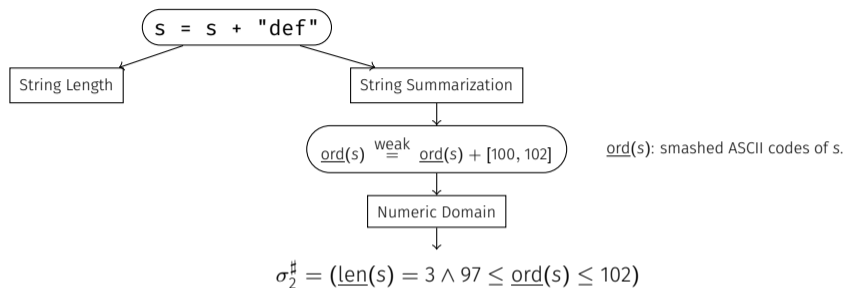 s = s + "def"
String Length
String Summarization
ord(s) weak= ord(s) + [100, 102]
ord(s): smashed ASCII codes of s.
Numeric Domain
σ₂♯ = (len(s) = 3 ∧ 97 ≤ ord(s) ≤ 102)